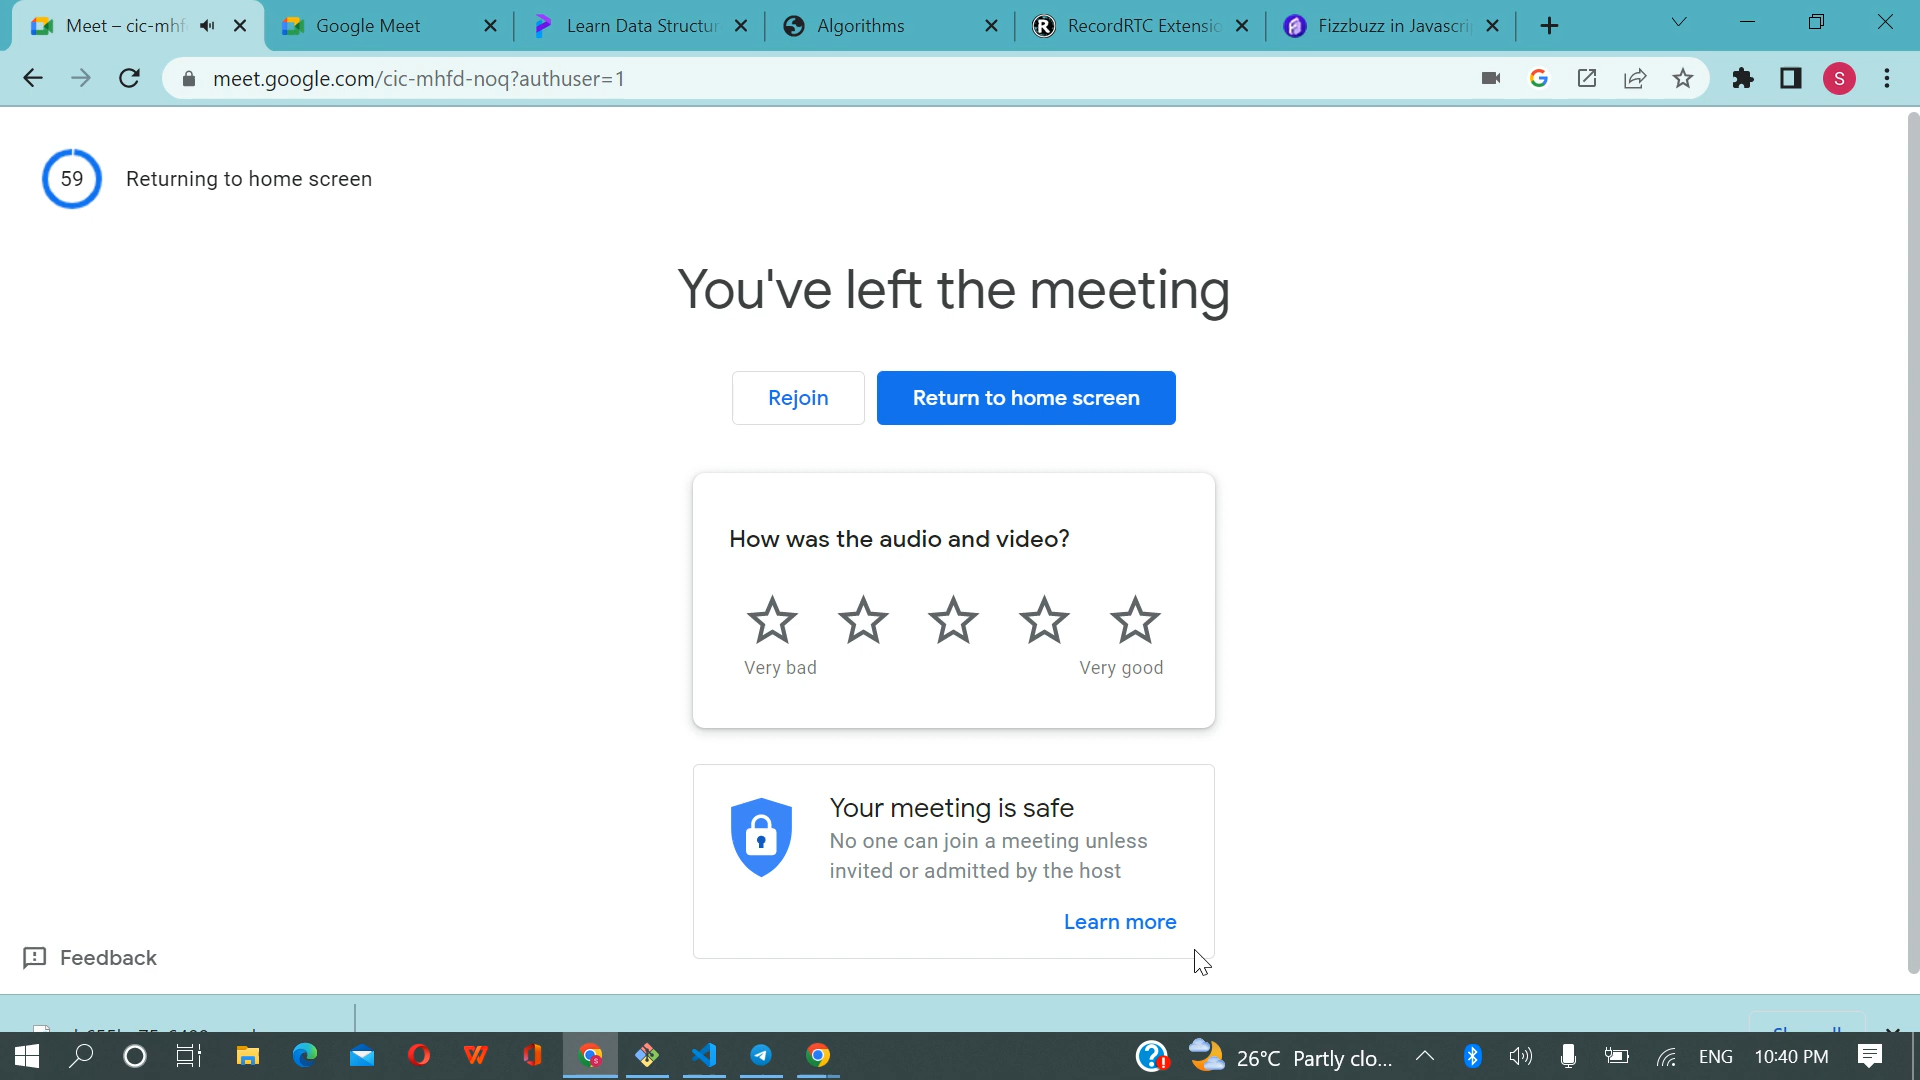 Meet – cic-mhf
Google Meet
Learn Data Structur
Algorithms
RecordRTC Extensio
Fizzbuzz in Javascri
meet.google.com/cic-mhfd-noq?authuser=1
S
59
Returning to home screen
You've left the meeting
Rejoin
Return to home screen
How was the audio and video?
Very bad
Very good
Your meeting is safe
No one can join a meeting unless
invited or admitted by the host
Learn more
Feedback
26°C Partly clo...
ENG
10:40 PM